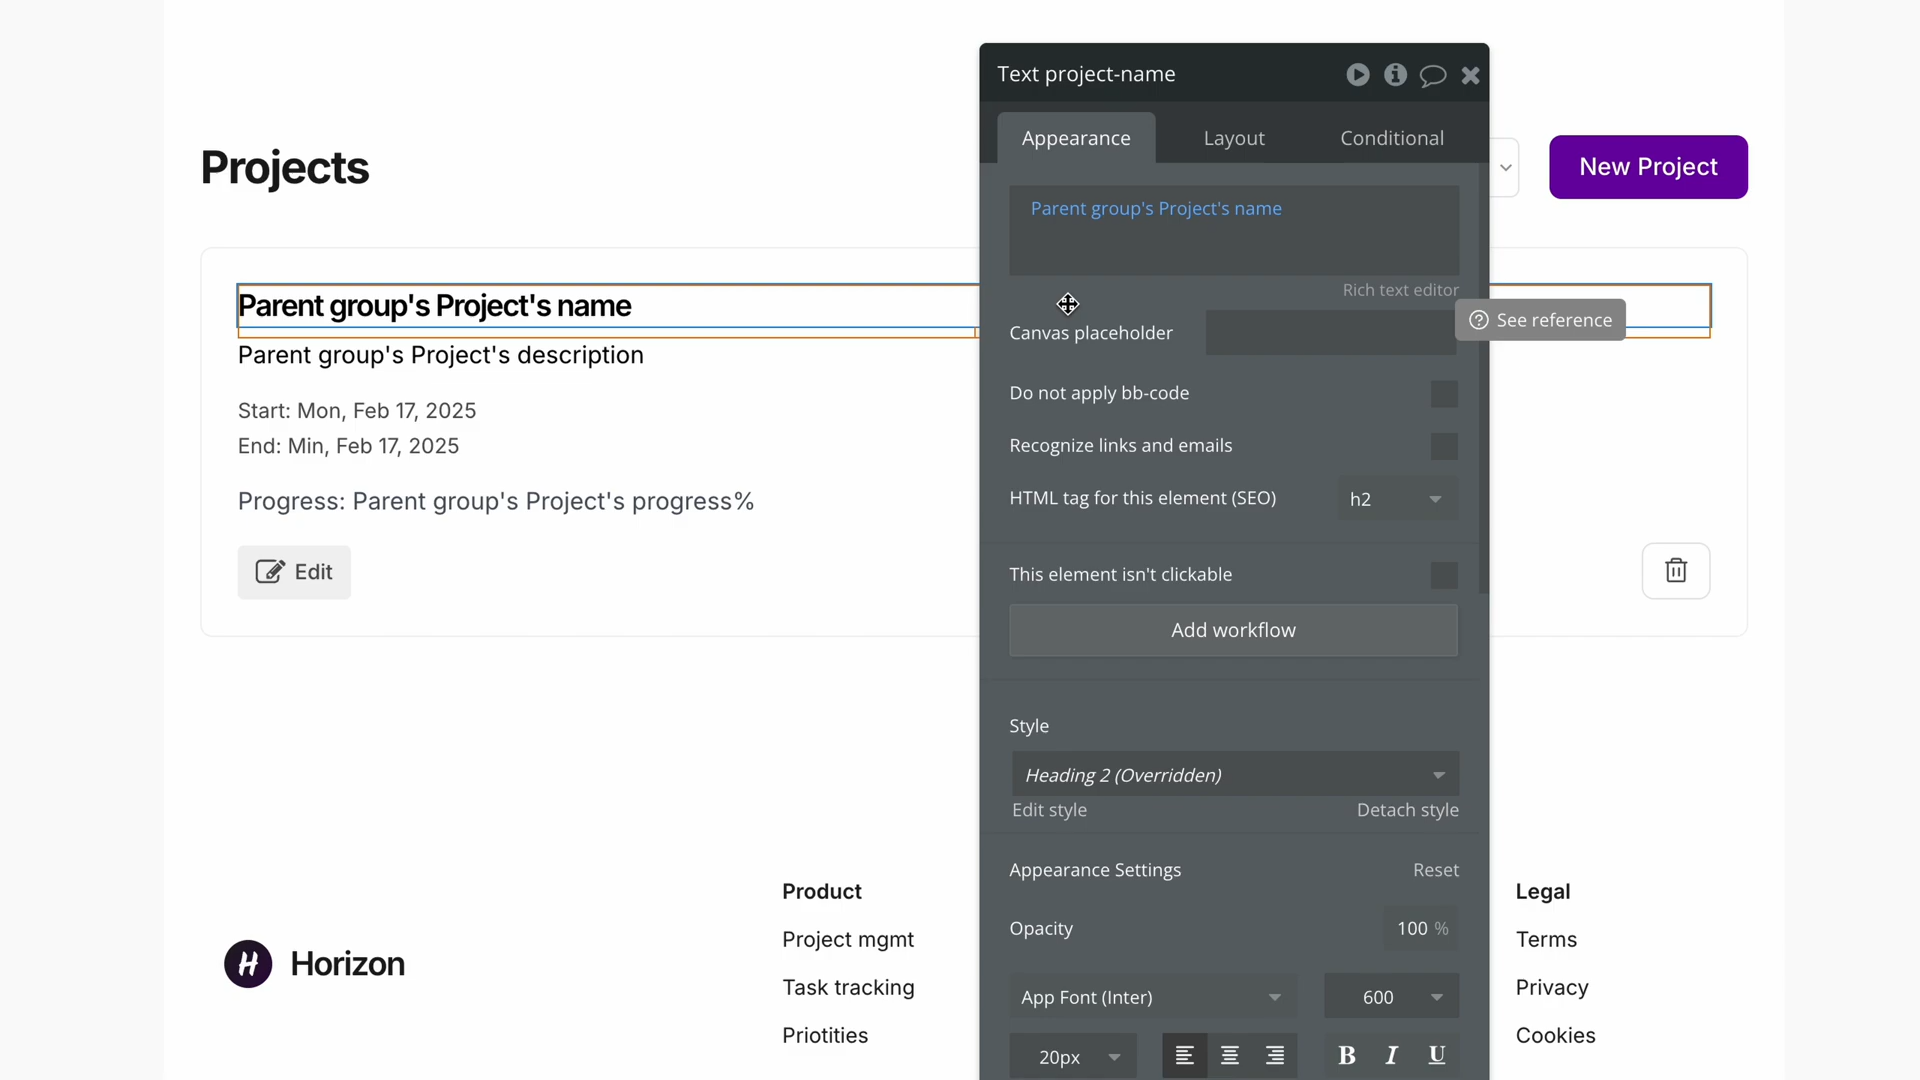 Text project-name
Appearance
Layout
Conditional
Projects
New Project
Parent group's Project's name
Rich text editor
See reference
Canvas placeholder
Parent group's Project's name
Parent group's Project's description
Do not apply bb-code
Start: Mon, Feb 17, 2025
End: Min, Feb 17, 2025
Recognize links and emails
Progress: Parent group's Project's progress%
HTML tag for this element (SEO)
h2
Edit
This element isn't clickable
Add workflow
Style
Heading 2 (Overridden)
Edit style
Detach style
Appearance Settings
Reset
Opacity
100 %
App Font (Inter)
600
20px
B I U
H Horizon
Product
Project mgmt
Task tracking
Priotities
Legal
Terms
Privacy
Cookies